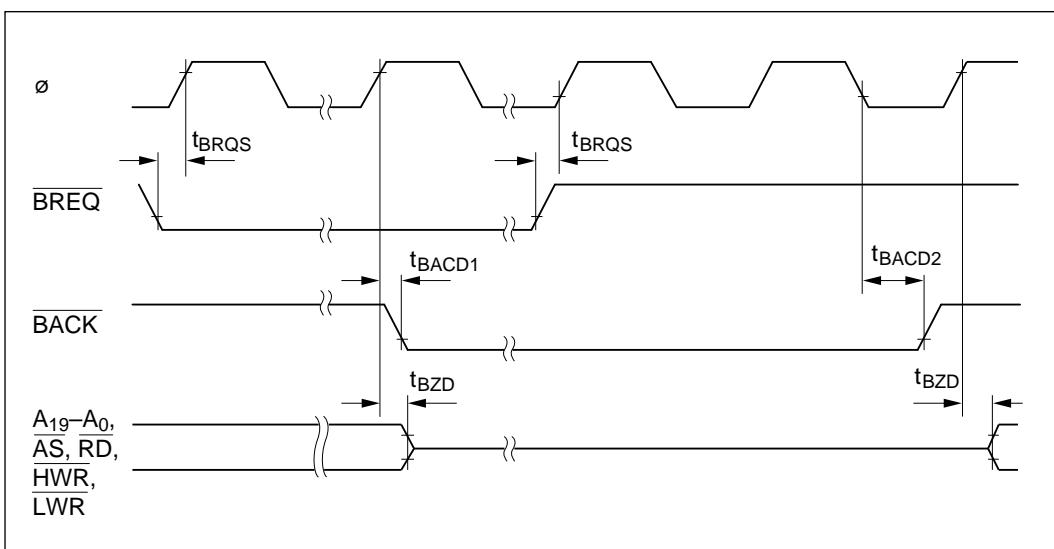 ø
tBRQS
tBRQS
BREQ
tBACD1
tBACD2
BACK
tBZD
tBZD
A19–A0,
AS, RD,
HWR,
LWR